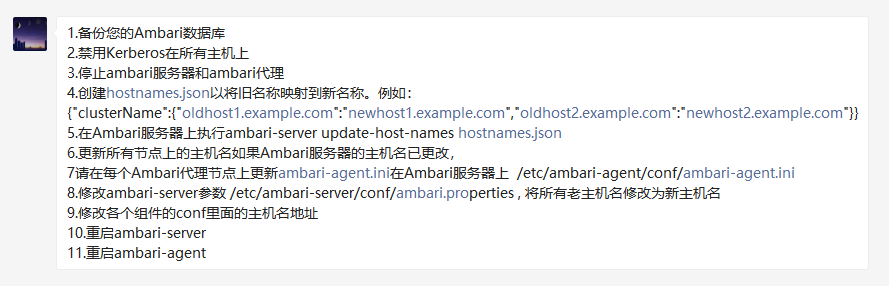 1.备份您的Ambari数据库
2.禁用Kerberos在所有主机上
3.停止ambari服务器和ambari代理
4.创建hostnames.json以将旧名称映射到新名称。例如：
{"clusterName":{"oldhost1.example.com":"newhost1.example.com","oldhost2.example.com":"newhost2.example.com"}}
5.在Ambari服务器上执行ambari-server update-host-names hostnames.json
6.更新所有节点上的主机名如果Ambari服务器的主机名已更改，
7请在每个Ambari代理节点上更新ambari-agent.ini在Ambari服务器上 /etc/ambari-agent/conf/ambari-agent.ini
8.修改ambari-server参数 /etc/ambari-server/conf/ambari.properties , 将所有老主机名修改为新主机名
9.修改各个组件的conf里面的主机名地址
10.重启ambari-server
11.重启ambari-agent